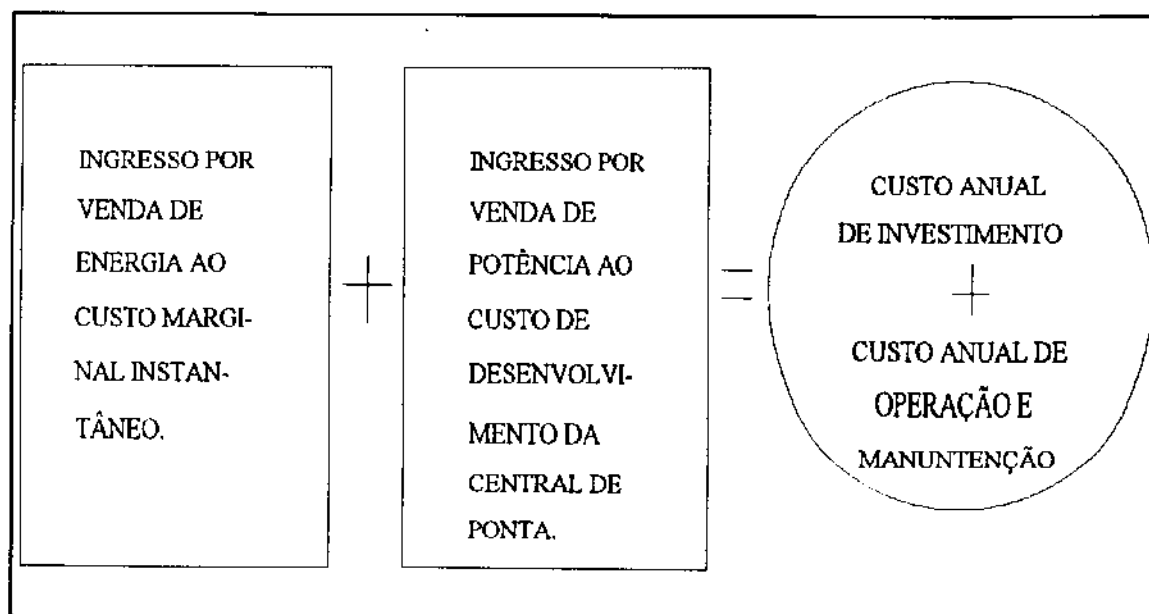 INGRESSO POR
VENDA DE
ENERGIA AO
CUSTO MARGI-
NAL INSTAN-
TÂNEO.
+
INGRESSO POR
VENDA DE
POTÊNCIA AO
CUSTO DE
DESENVOLVI-
MENTO DA
CENTRAL DE
PONTA.
=
CUSTO ANUAL
DE INVESTIMENTO
+
CUSTO ANUAL DE
OPERAÇÃO E
MANUNTENÇÃO